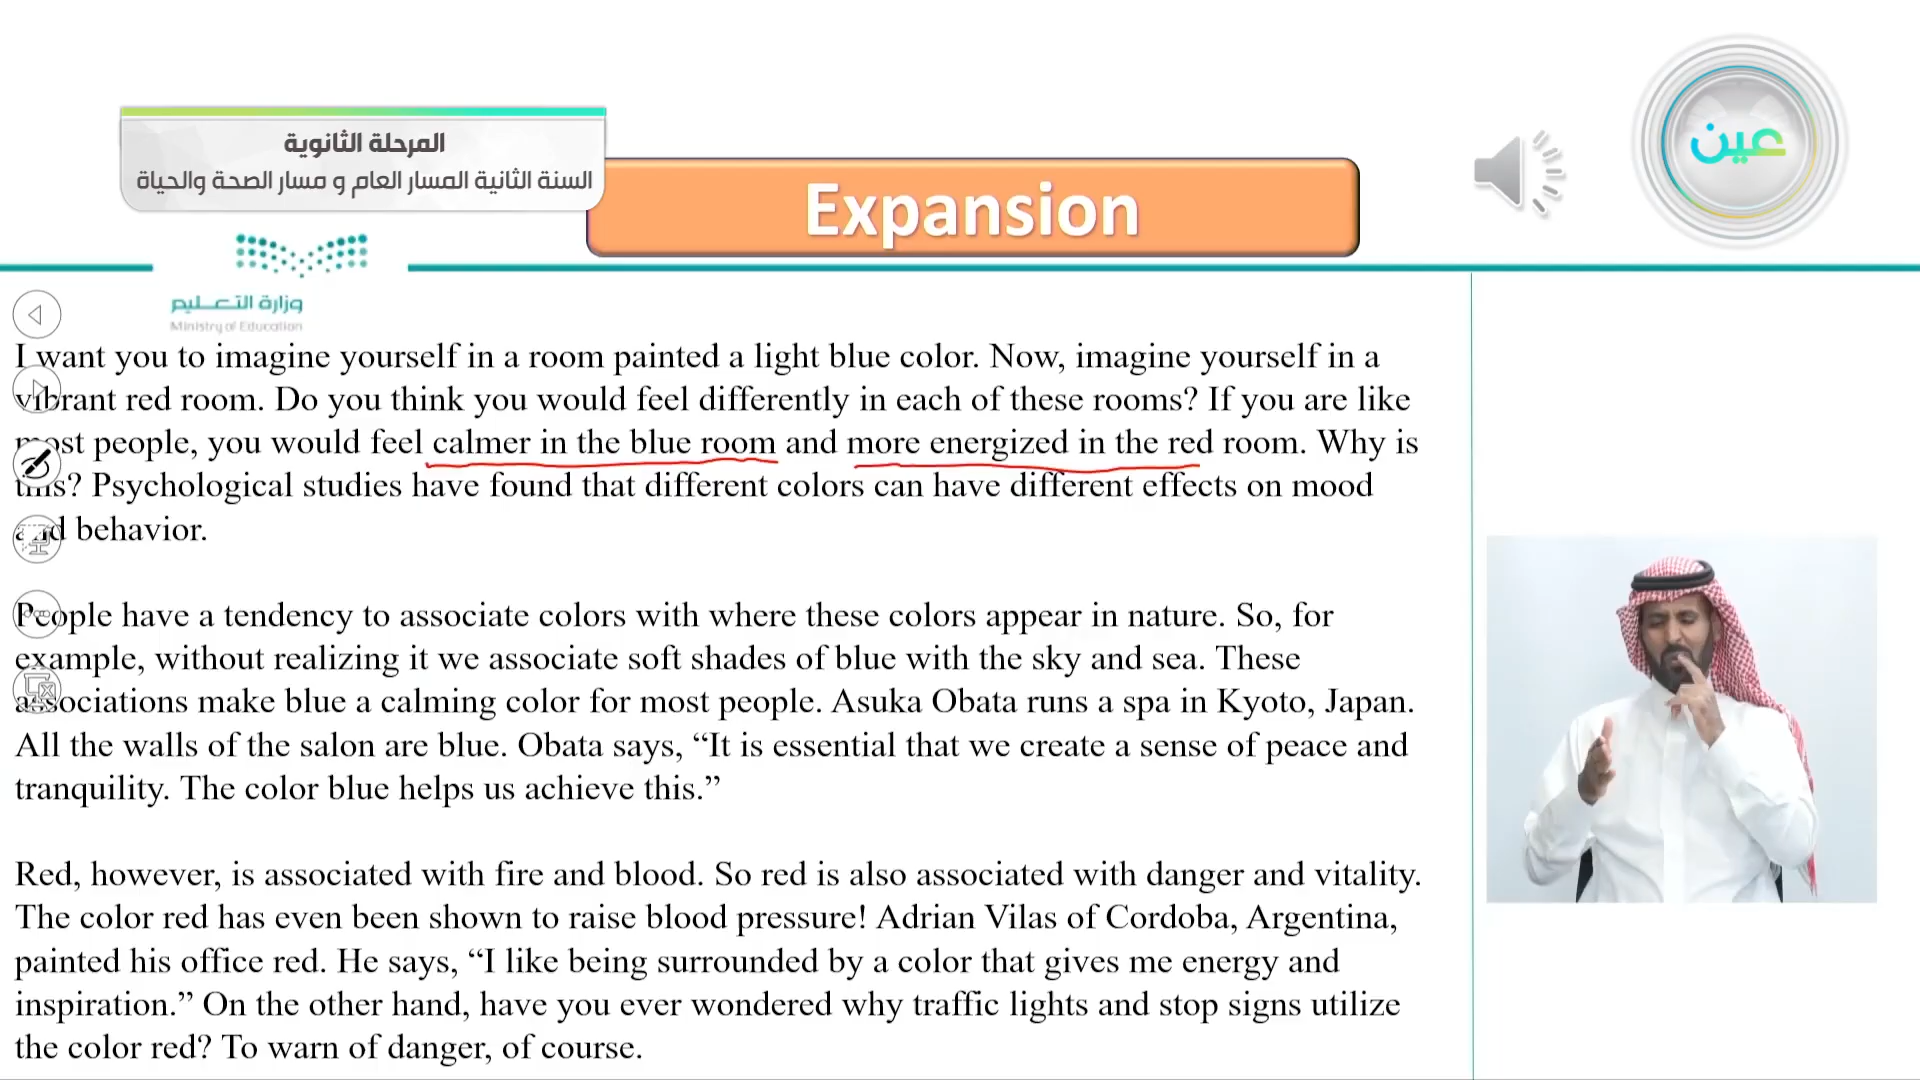 المرحلة الثانوية
السنة الثانية المسار العام و مسار الصحة والحياة
Expansion
عين
وزارة التعليم
Ministry of Education
I want you to imagine yourself in a room painted a light blue color. Now, imagine yourself in a
vibrant red room. Do you think you would feel differently in each of these rooms? If you are like
most people, you would feel calmer in the blue room and more energized in the red room. Why is
this? Psychological studies have found that different colors can have different effects on mood
and behavior.
People have a tendency to associate colors with where these colors appear in nature. So, for
example, without realizing it we associate soft shades of blue with the sky and sea. These
associations make blue a calming color for most people. Asuka Obata runs a spa in Kyoto, Japan.
All the walls of the salon are blue. Obata says, “It is essential that we create a sense of peace and
tranquility. The color blue helps us achieve this.”
Red, however, is associated with fire and blood. So red is also associated with danger and vitality.
The color red has even been shown to raise blood pressure! Adrian Vilas of Cordoba, Argentina,
painted his office red. He says, “I like being surrounded by a color that gives me energy and
inspiration.” On the other hand, have you ever wondered why traffic lights and stop signs utilize
the color red? To warn of danger, of course.